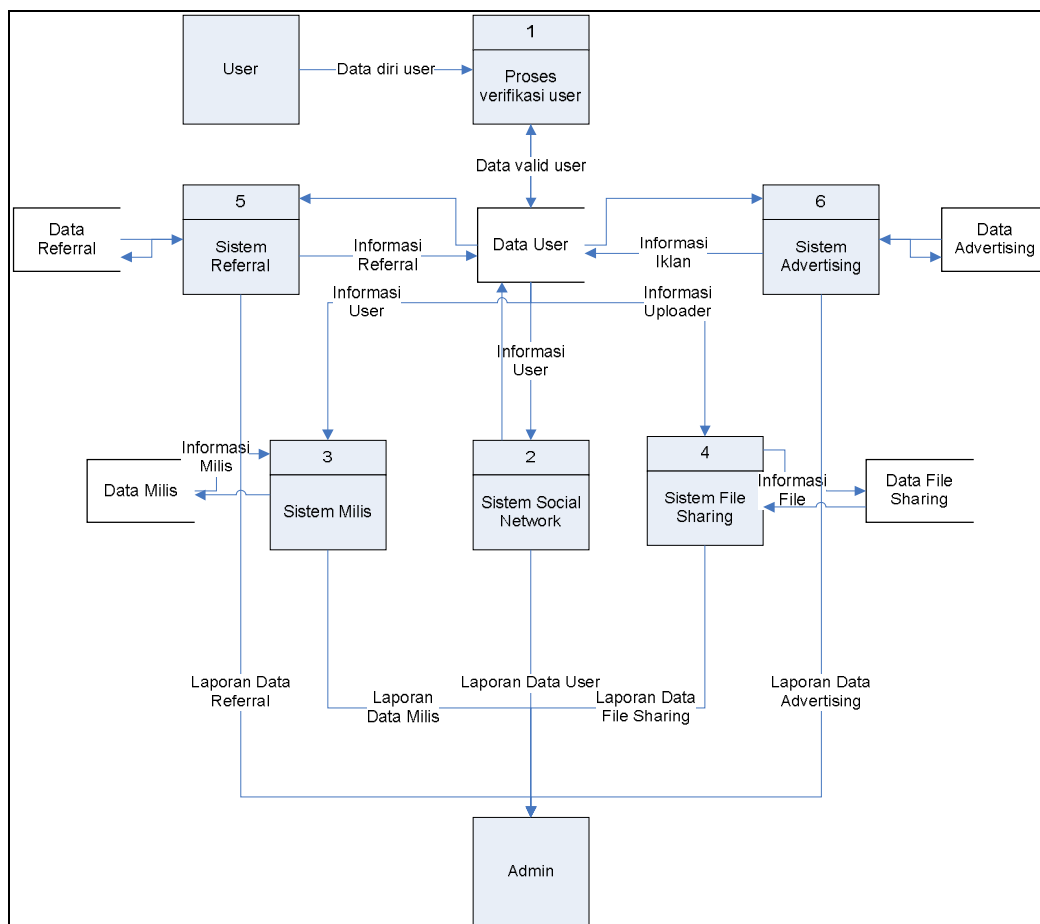 1
User
Data diri user
Proses
verifikasi user
Data valid user
5
6
Data
Referral
Sistem
Referral
Informasi
Referral
Data User
Informasi
Iklan
Sistem
Advertising
Data
Advertising
Informasi
User
Informasi
Uploader
Informasi
User
Informasi
Milis
3
2
4
Data Milis
Sistem Milis
Sistem Social
Network
Sistem File
Sharing
Informasi
File
Data File
Sharing
Laporan Data
Referral
Laporan
Data Milis
Laporan Data User
Laporan Data
File Sharing
Laporan Data
Advertising
Admin